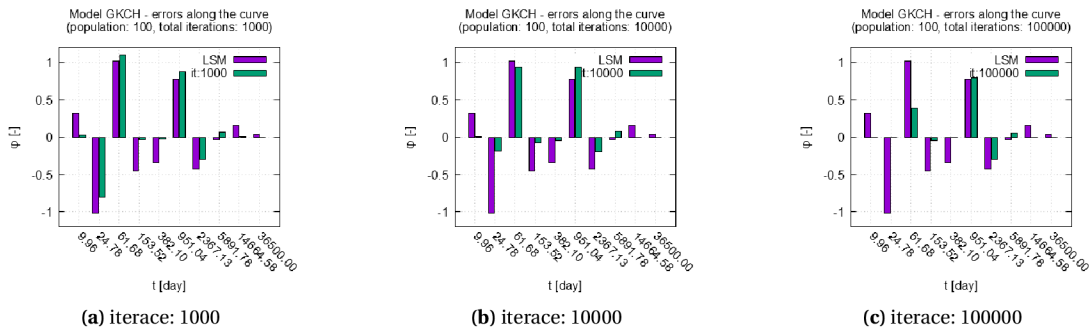 Model GKCH - errors along the curve
(population: 100, total iterations: 1000)
LSM
it:1000
1
0.5
0
-0.5
-1
φ [-]
9.96
24.78
61.68
153.52
382.10
951.04
2367.13
5891.78
14664.58
36500.00
t [day]
(a) iterace: 1000
Model GKCH - errors along the curve
(population: 100, total iterations: 10000)
LSM
it:10000
1
0.5
0
-0.5
-1
φ [-]
9.96
24.78
61.68
153.52
382.10
951.04
2367.13
5891.78
14664.58
36500.00
t [day]
(b) iterace: 10000
Model GKCH - errors along the curve
(population: 100, total iterations: 100000)
LSM
it:100000
1
0.5
0
-0.5
-1
φ [-]
9.96
24.78
61.68
153.52
382.10
951.04
2367.13
5891.78
14664.58
36500.00
t [day]
(c) iterace: 100000